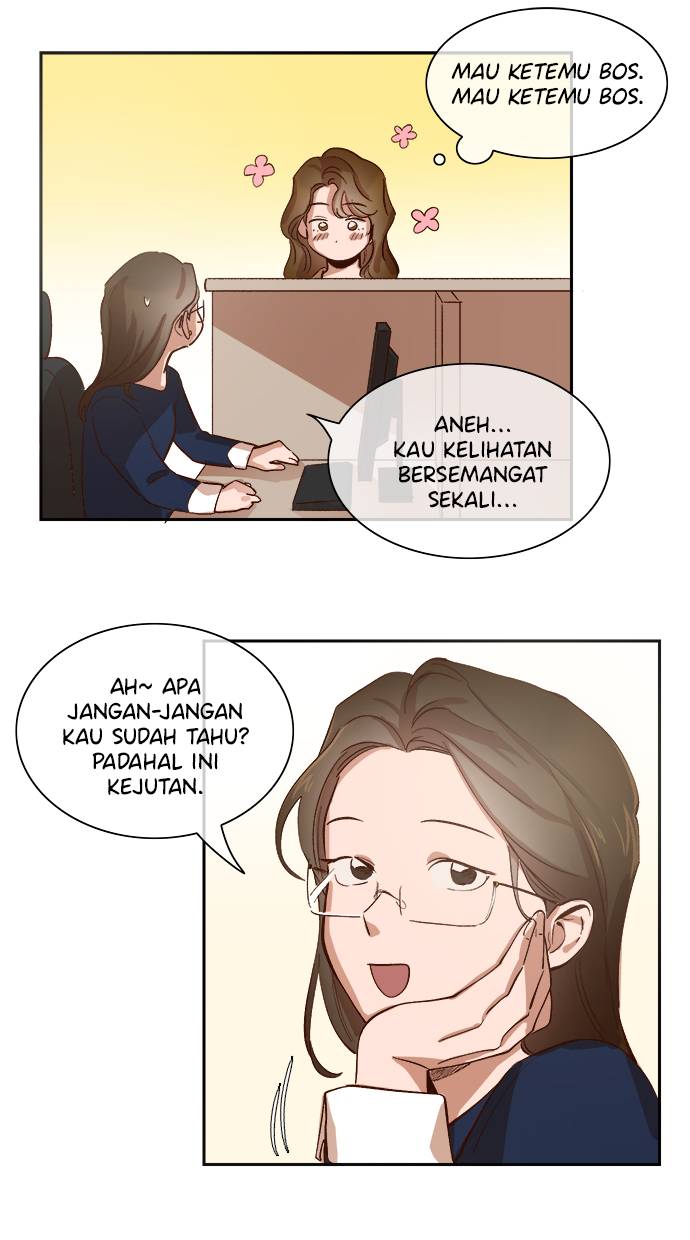 MAU KETEMU BOS.
MAU KETEMU BOS.
ANEH...
KAU KELIHATAN
BERSEMANGAT
SEKALI...
AH~ APA
JANGAN-JANGAN
KAU SUDAH TAHU?
PADAHAL INI
KEJUTAN.